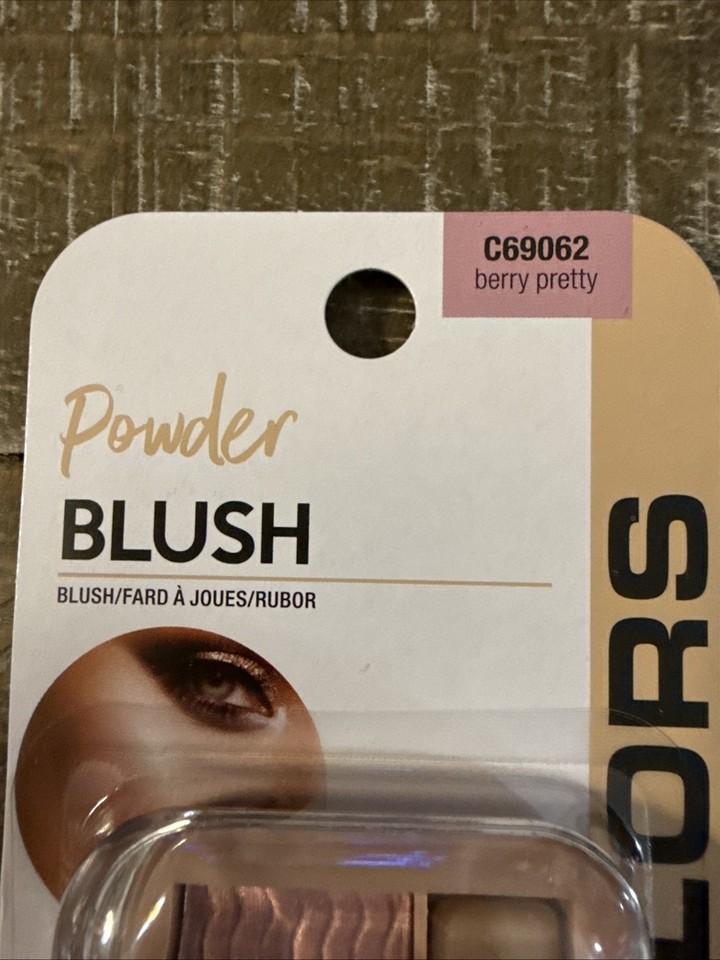 C69062
berry pretty
Powder
BLUSH
BLUSH/FARD À JOUES/RUBOR
LORS